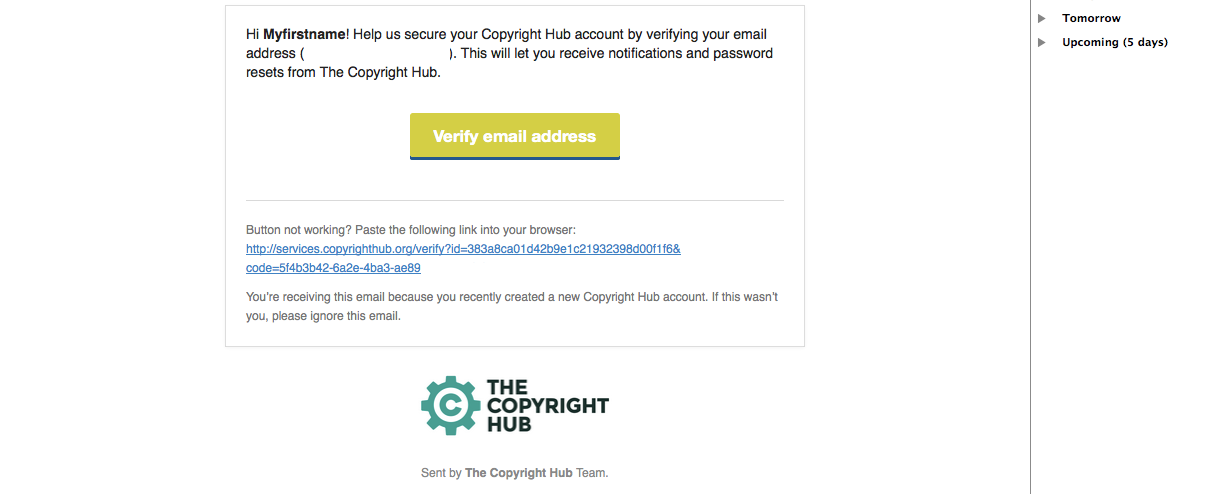 Hi Myfirstname! Help us secure your Copyright Hub account by verifying your email
address ( ). This will let you receive notifications and password
resets from The Copyright Hub.
Verify email address
Button not working? Paste the following link into your browser:
http://services.copyrighthub.org/verify?id=383a8ca01d42b9e1c21932398d00f1f6&
code=5f4b3b42-6a2e-4ba3-ae89
You're receiving this email because you recently created a new Copyright Hub account. If this wasn't
you, please ignore this email.
THE
COPYRIGHT
HUB
Sent by The Copyright Hub Team.
Tomorrow
Upcoming (5 days)